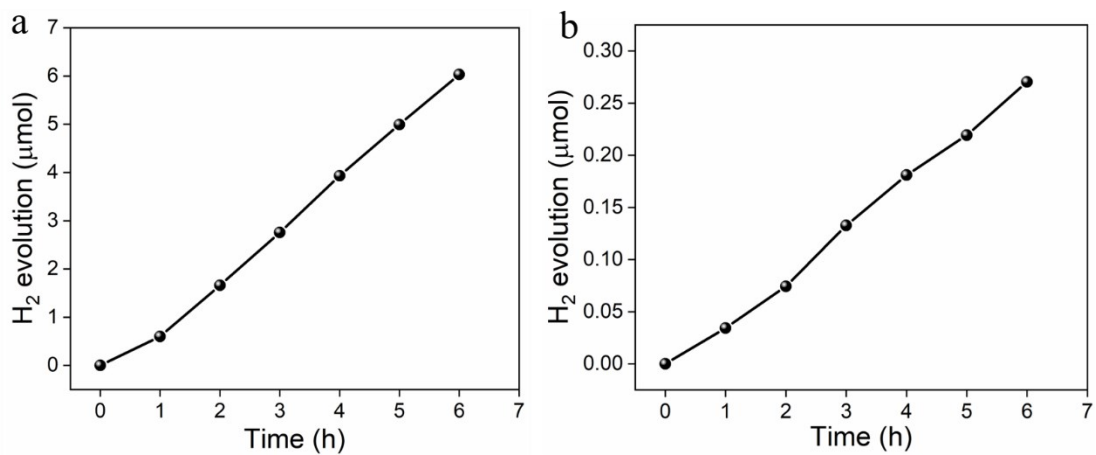 a
7
6
5
4
3
2
1
0
H₂ evolution (μmol)
0 1 2 3 4 5 6 7
Time (h)
b
0.30
0.25
0.20
0.15
0.10
0.05
0.00
H₂ evolution (μmol)
0 1 2 3 4 5 6 7
Time (h)